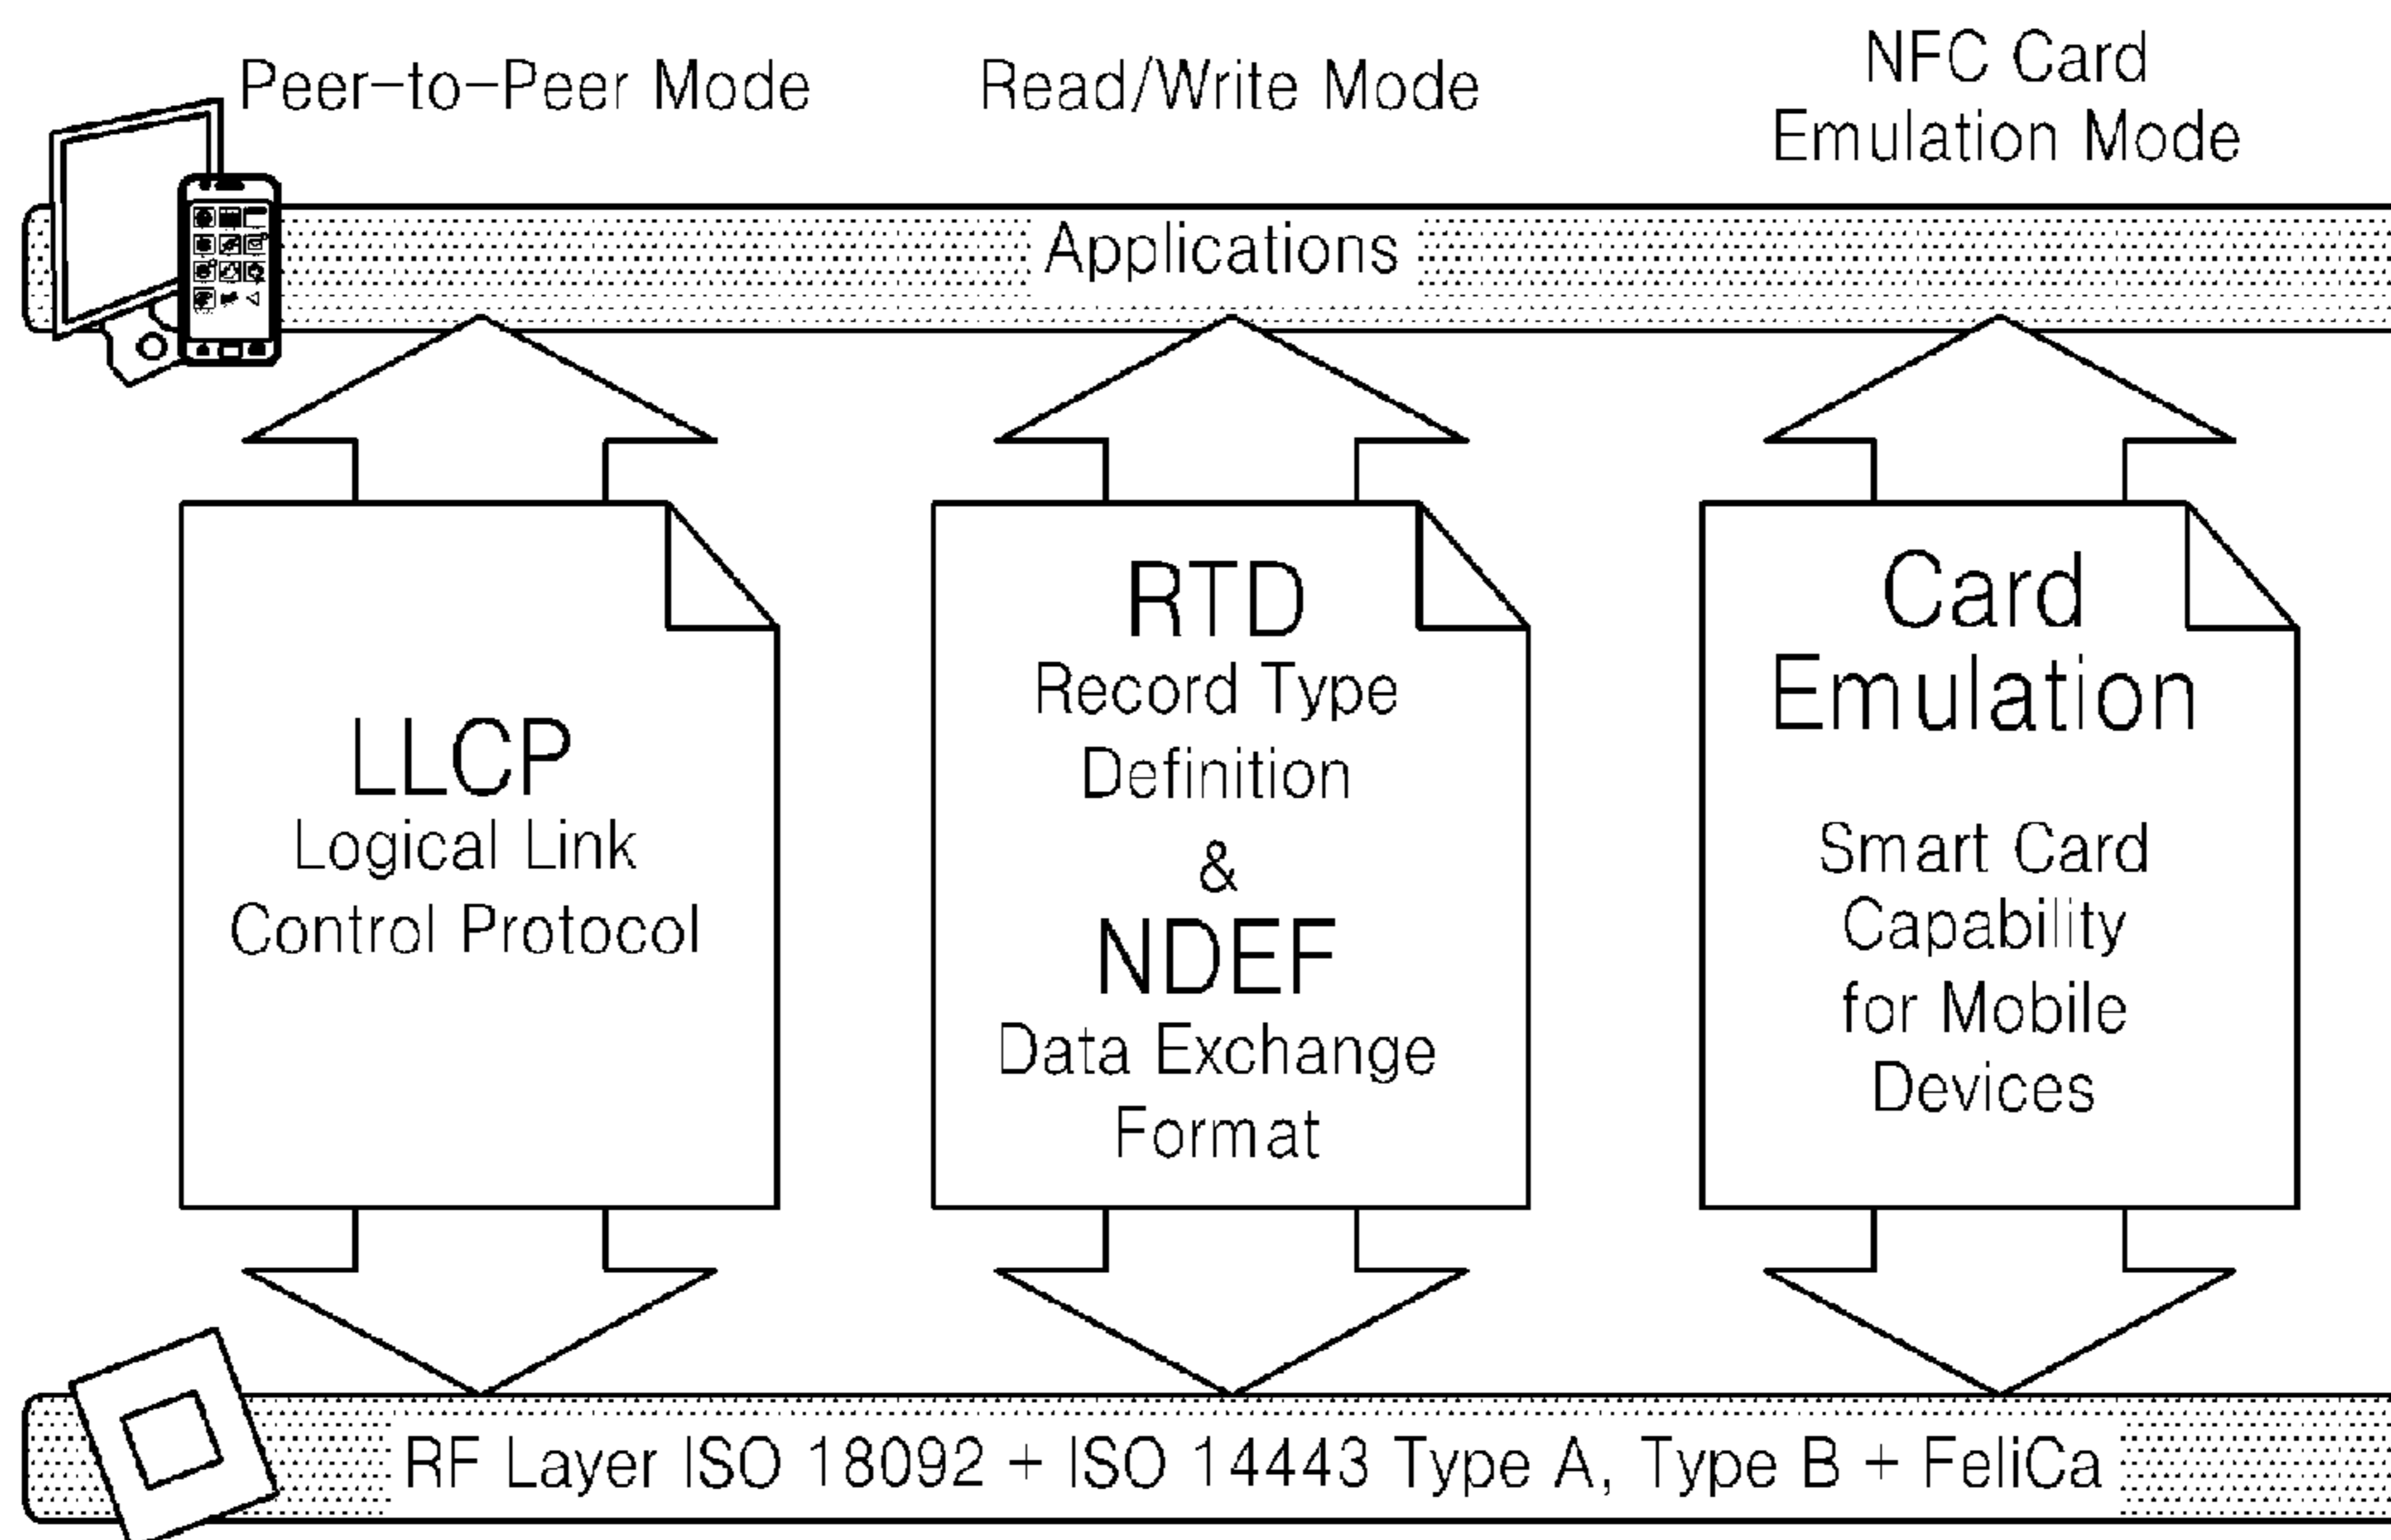 Peer-to-Peer Mode
Read/Write Mode
NFC Card
Emulation Mode
Applications
LLCP
Logical Link
Control Protocol
RTD
Record Type
Definition
&
NDEF
Data Exchange
Format
Card
Emulation
Smart Card
Capability
for Mobile
Devices
RF Layer ISO 18092 + ISO 14443 Type A, Type B + FeliCa